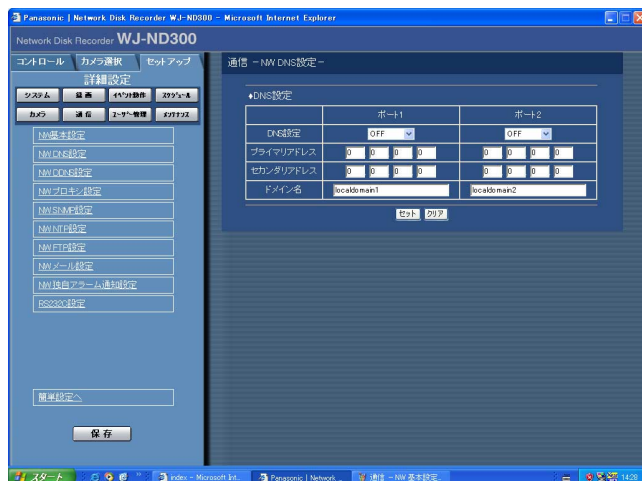 Panasonic | Network Disk Recorder WJ-ND300 - Microsoft Internet Explorer
Network Disk Recorder WJ-ND300
コントロール カメラ選択 セットアップ
詳細設定
システム 録画 イベント動作 スケジュール
カメラ 通信 ユーザー管理 メンテナンス
NW基本設定
NW DNS設定
NW DDNS設定
NWプロキシ設定
NW SNMP設定
NW NTP設定
NW FTP設定
NWメール設定
NW独自アラーム通知設定
RS232C設定
簡単設定へ
保存
通信 -NW DNS設定-
♦DNS設定
ポート1 ポート2
DNS設定 OFF OFF
プライマリアドレス 0 0 0 0 0 0 0 0
セカンダリアドレス 0 0 0 0 0 0 0 0
ドメイン名 localdomain1 localdomain2
セット クリア
スタート index - Microsoft Int... Panasonic | Network ... 通信 -NW 基本設定... 14:28